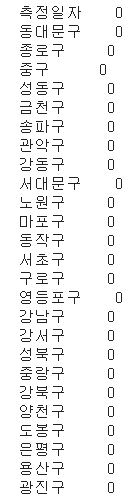 측정일자 0
동대문구 0
종로구 0
중구 0
성동구 0
금천구 0
송파구 0
관악구 0
강동구 0
서대문구 0
노원구 0
마포구 0
동작구 0
서초구 0
구로구 0
영등포구 0
강남구 0
강서구 0
성북구 0
중랑구 0
강북구 0
양천구 0
도봉구 0
은평구 0
용산구 0
광진구 0